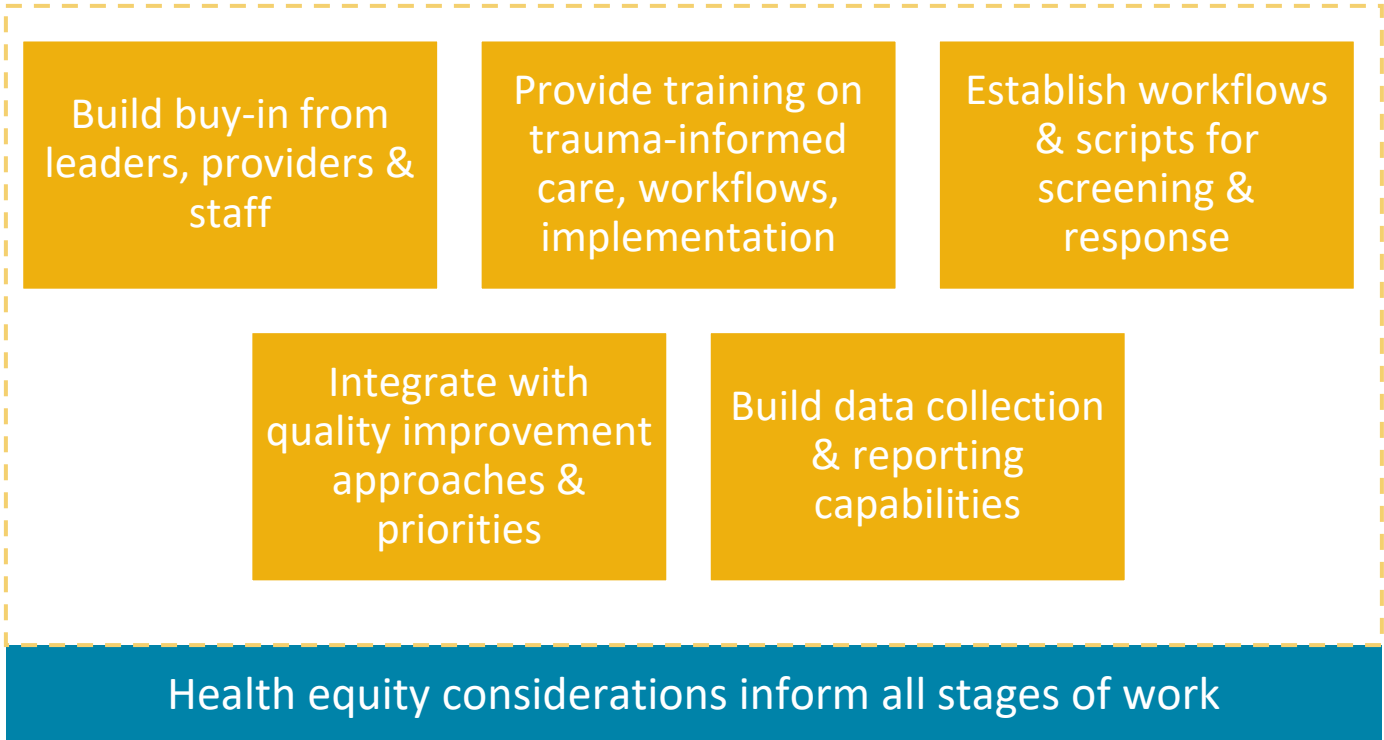 Build buy-in from
leaders, providers &
staff
Provide training on
trauma-informed
care, workflows,
implementation
Establish workflows
& scripts for
screening &
response
Integrate with
quality improvement
approaches &
priorities
Build data collection
& reporting
capabilities
Health equity considerations inform all stages of work